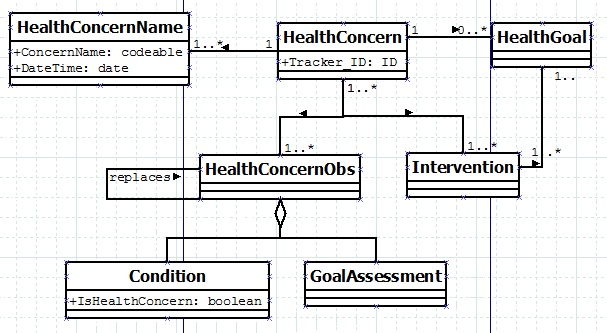 HealthConcernName
+ConcernName: codeable
+DateTime: date
1..*
1
HealthConcern
+Tracker_ID: ID
1
0..*
HealthGoal
1..*
1..
1..*
HealthConcernObs
replaces
1..*
Intervention
1 ..*
Condition
+IsHealthConcern: boolean
GoalAssessment